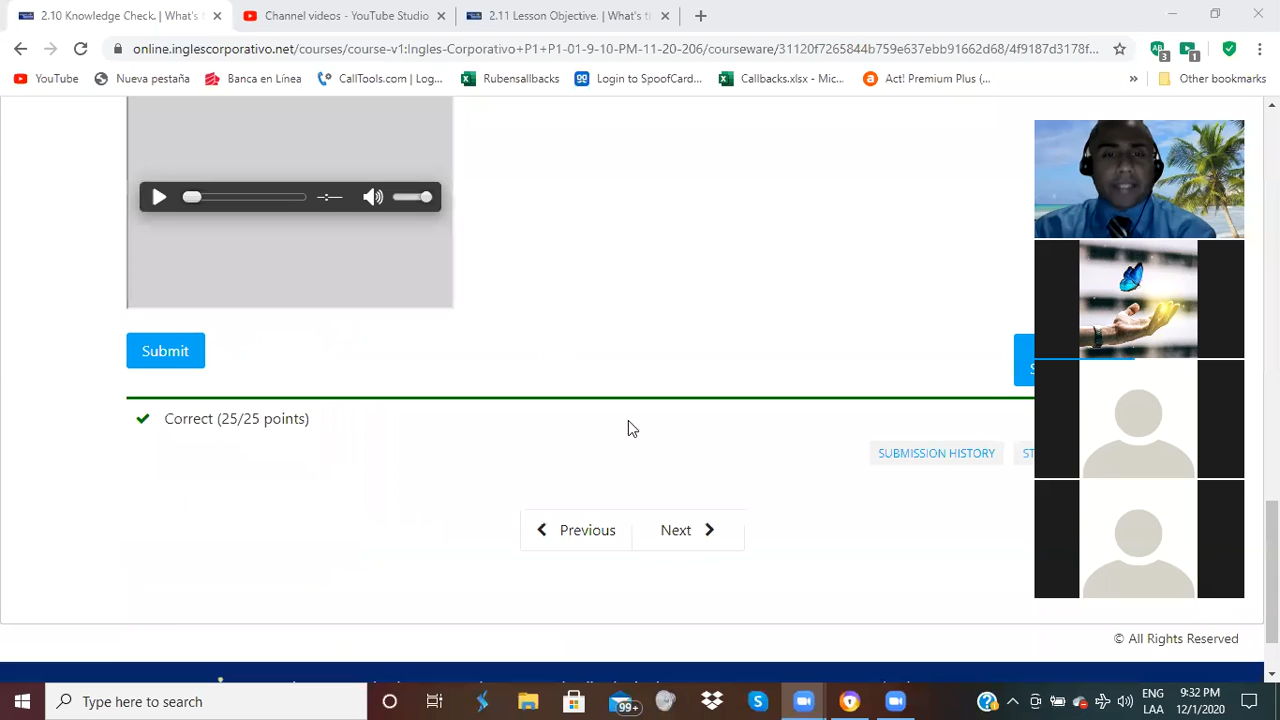 2.10 Knowledge Check. | What's t
Channel videos - YouTube Studio
2.11 Lesson Objective. | What's t
online.inglescorporativo.net/courses/course-v1:Ingles-Corporativo+P1+P1-01-9-10-PM-11-20-206/courseware/31120f7265844b759e637ebb91662d68/4f9187d3178f...
3
1
YouTube
Nueva pestaña
Banca en Línea
CallTools.com | Log...
Rubensallbacks
Login to SpoofCard...
Callbacks.xlsx - Mic...
Act! Premium Plus (...
»
Other bookmarks
-:--
Submit
Correct (25/25 points)
SUBMISSION HISTORY
ST
Previous
Next
© All Rights Reserved
Type here to search
99+
ENG
LAA
9:32 PM
12/1/2020